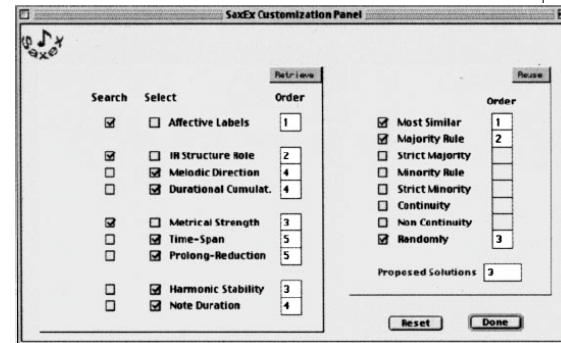 SaxEx Customization Panel
SaxEx
Retrieve
Search Select Order
Affective Labels 1
IR Structure Role 2
Melodic Direction 4
Durational Cumulat. 4
Metrical Strength 3
Time-Span 5
Prolong-Reduction 5
Harmonic Stability 3
Note Duration 4
Reuse
Order
Most Similar 1
Majority Rule 2
Strict Majority
Minority Rule
Strict Minority
Continuity
Non Continuity
Randomly 3
Proposed Solutions 3
Reset Done